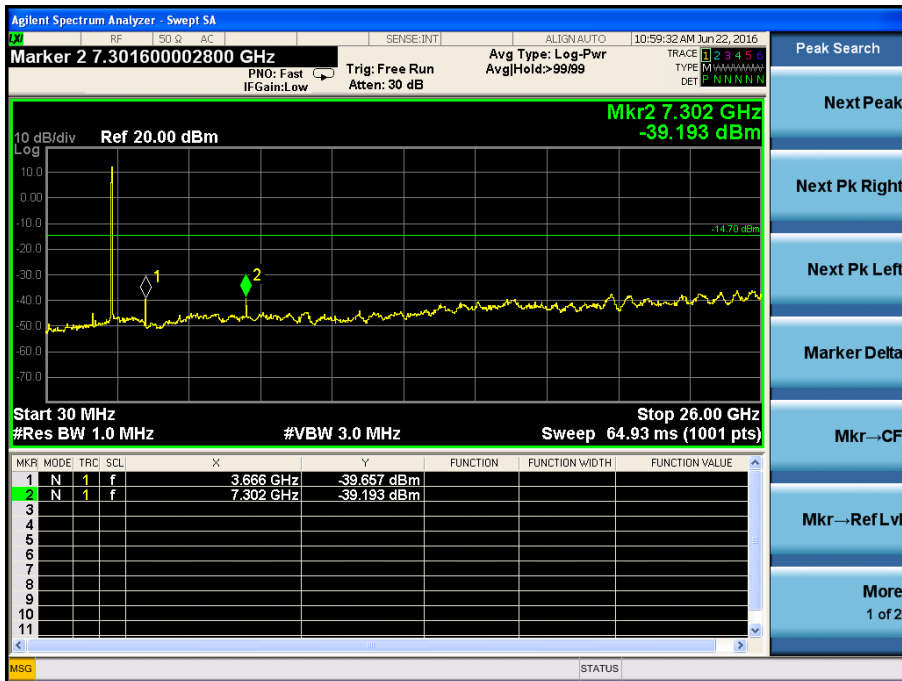 Agilent Spectrum Analyzer - Swept SA
LXI RF 50 Ω AC SENSE:INT ALIGNAUTO 10:59:32 AM Jun 22, 2016
Marker 2 7.301600002800 GHz
PNO: Fast
IFGain:Low
Trig: Free Run
Atten: 30 dB
Avg Type: Log-Pwr
Avg|Hold:>99/99
TRACE 1 2 3 4 5 6
TYPE M
DET P N N N N N
Mkr2 7.302 GHz
-39.193 dBm
10 dB/div Ref 20.00 dBm
Log
10.0
0.00
-10.0
-14.70 dBm
-20.0
-30.0
-40.0
-50.0
-60.0
-70.0
1
2
Start 30 MHz Stop 26.00 GHz
#Res BW 1.0 MHz #VBW 3.0 MHz Sweep 64.93 ms (1001 pts)
MKR MODE TRC SCL X Y FUNCTION FUNCTION WIDTH FUNCTION VALUE
1 N 1 f 3.666 GHz -39.657 dBm
2 N 1 f 7.302 GHz -39.193 dBm
3
4
5
6
7
8
9
10
11
MSG STATUS
Peak Search
Next Peak
Next Pk Right
Next Pk Left
Marker Delta
Mkr→CF
Mkr→Ref Lvl
More
1 of 2